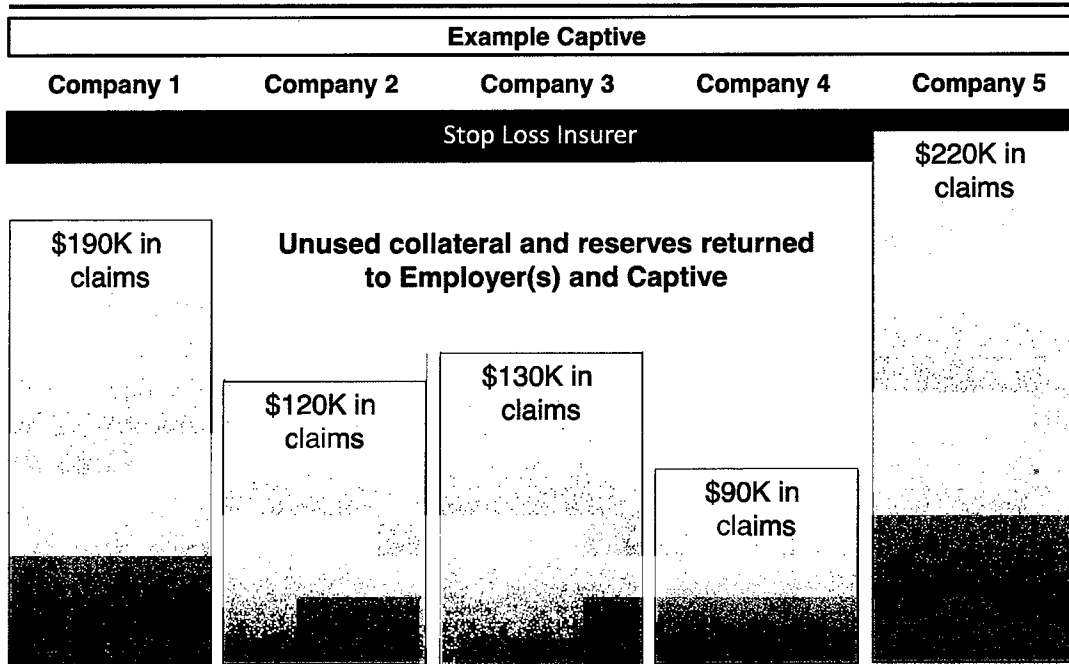 Example Captive
Company 1 Company 2 Company 3 Company 4 Company 5
Stop Loss Insurer
$220K in
claims
$190K in
claims
Unused collateral and reserves returned
to Employer(s) and Captive
$120K in
claims
$130K in
claims
$90K in
claims